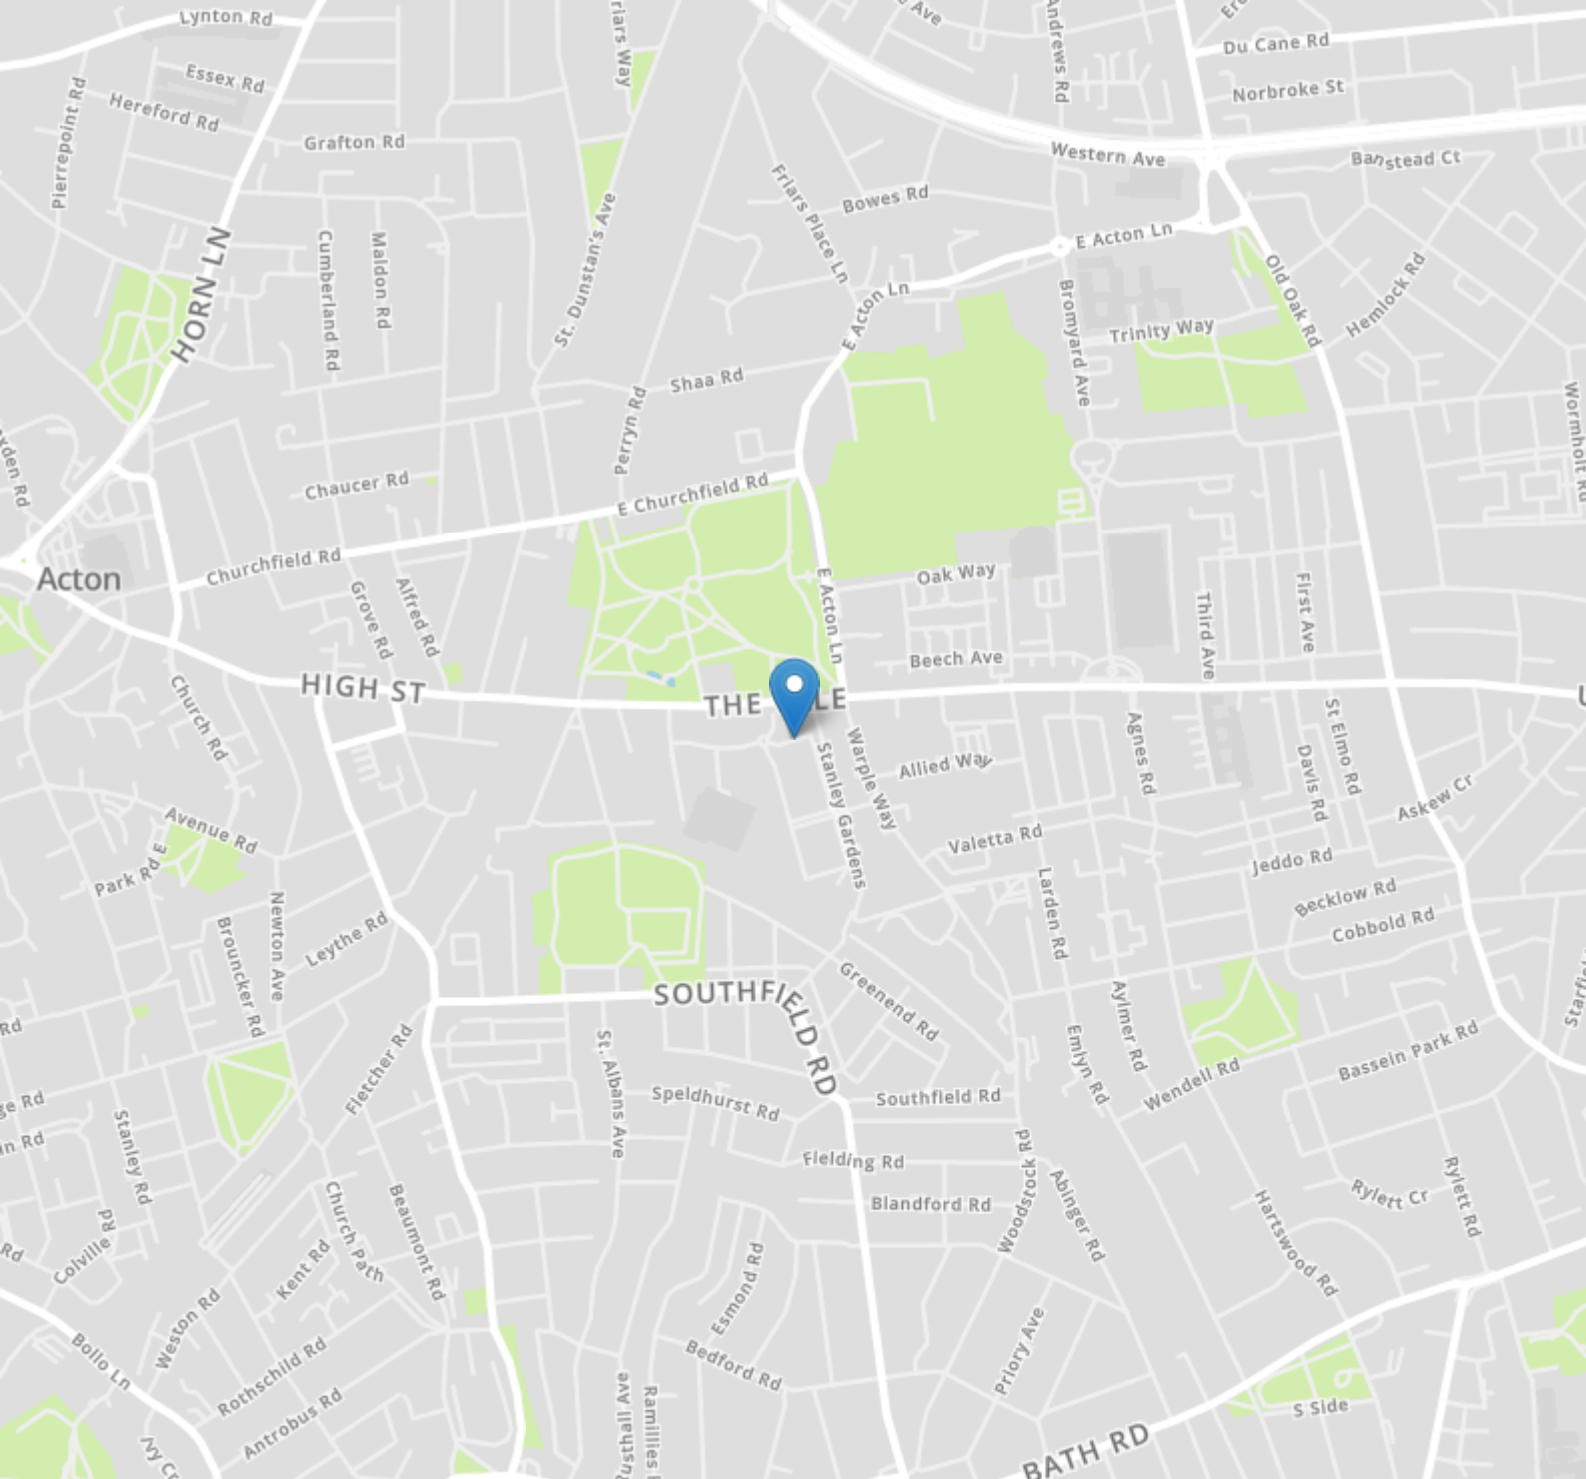 Lynton Rd
Essex Rd
Hereford Rd
Pierrepoint Rd
Grafton Rd
Du Cane Rd
Norbroke St
Western Ave
Banstead Ct
Friars Place Ln
Bowes Rd
St. Dunstan's Ave
E Acton Ln
Old Oak Rd
Hemlock Rd
HORN LN
Cumberland Rd
Maldon Rd
E Acton Ln
Bromyard Ave
Trinity Way
Shaa Rd
Perryn Rd
Wormholt Rd
Chaucer Rd
E Churchfield Rd
Churchfield Rd
Acton
Grove Rd
Alfred Rd
E Acton Ln
Oak Way
Third Ave
First Ave
Beech Ave
HIGH ST
THE
LE
Church Rd
Stanley Gardens
Warple Way
Allied Way
Agnes Rd
St Elmo Rd
Davis Rd
Askew Cr
Avenue Rd
Park Rd E
Valetta Rd
Jeddo Rd
Becklow Rd
Cobbold Rd
Larden Rd
Newton Ave
Brouncker Rd
Leythe Rd
SOUTHFIELD RD
Greenend Rd
Aylmer Rd
Emlyn Rd
Rd
Fletcher Rd
St. Albans Ave
Speldhurst Rd
Southfield Rd
Wendell Rd
Bassein Park Rd
Stanley Rd
Fielding Rd
Woodstock Rd
Abinger Rd
Blandford Rd
Rylett Cr
Rylett Rd
Hartswood Rd
Colville Rd
Rd
Church Path
Beaumont Rd
Kent Rd
Weston Rd
Esmond Rd
Bedford Rd
Priory Ave
Bollo Ln
Rothschild Rd
Antrobus Rd
S Side
BATH RD